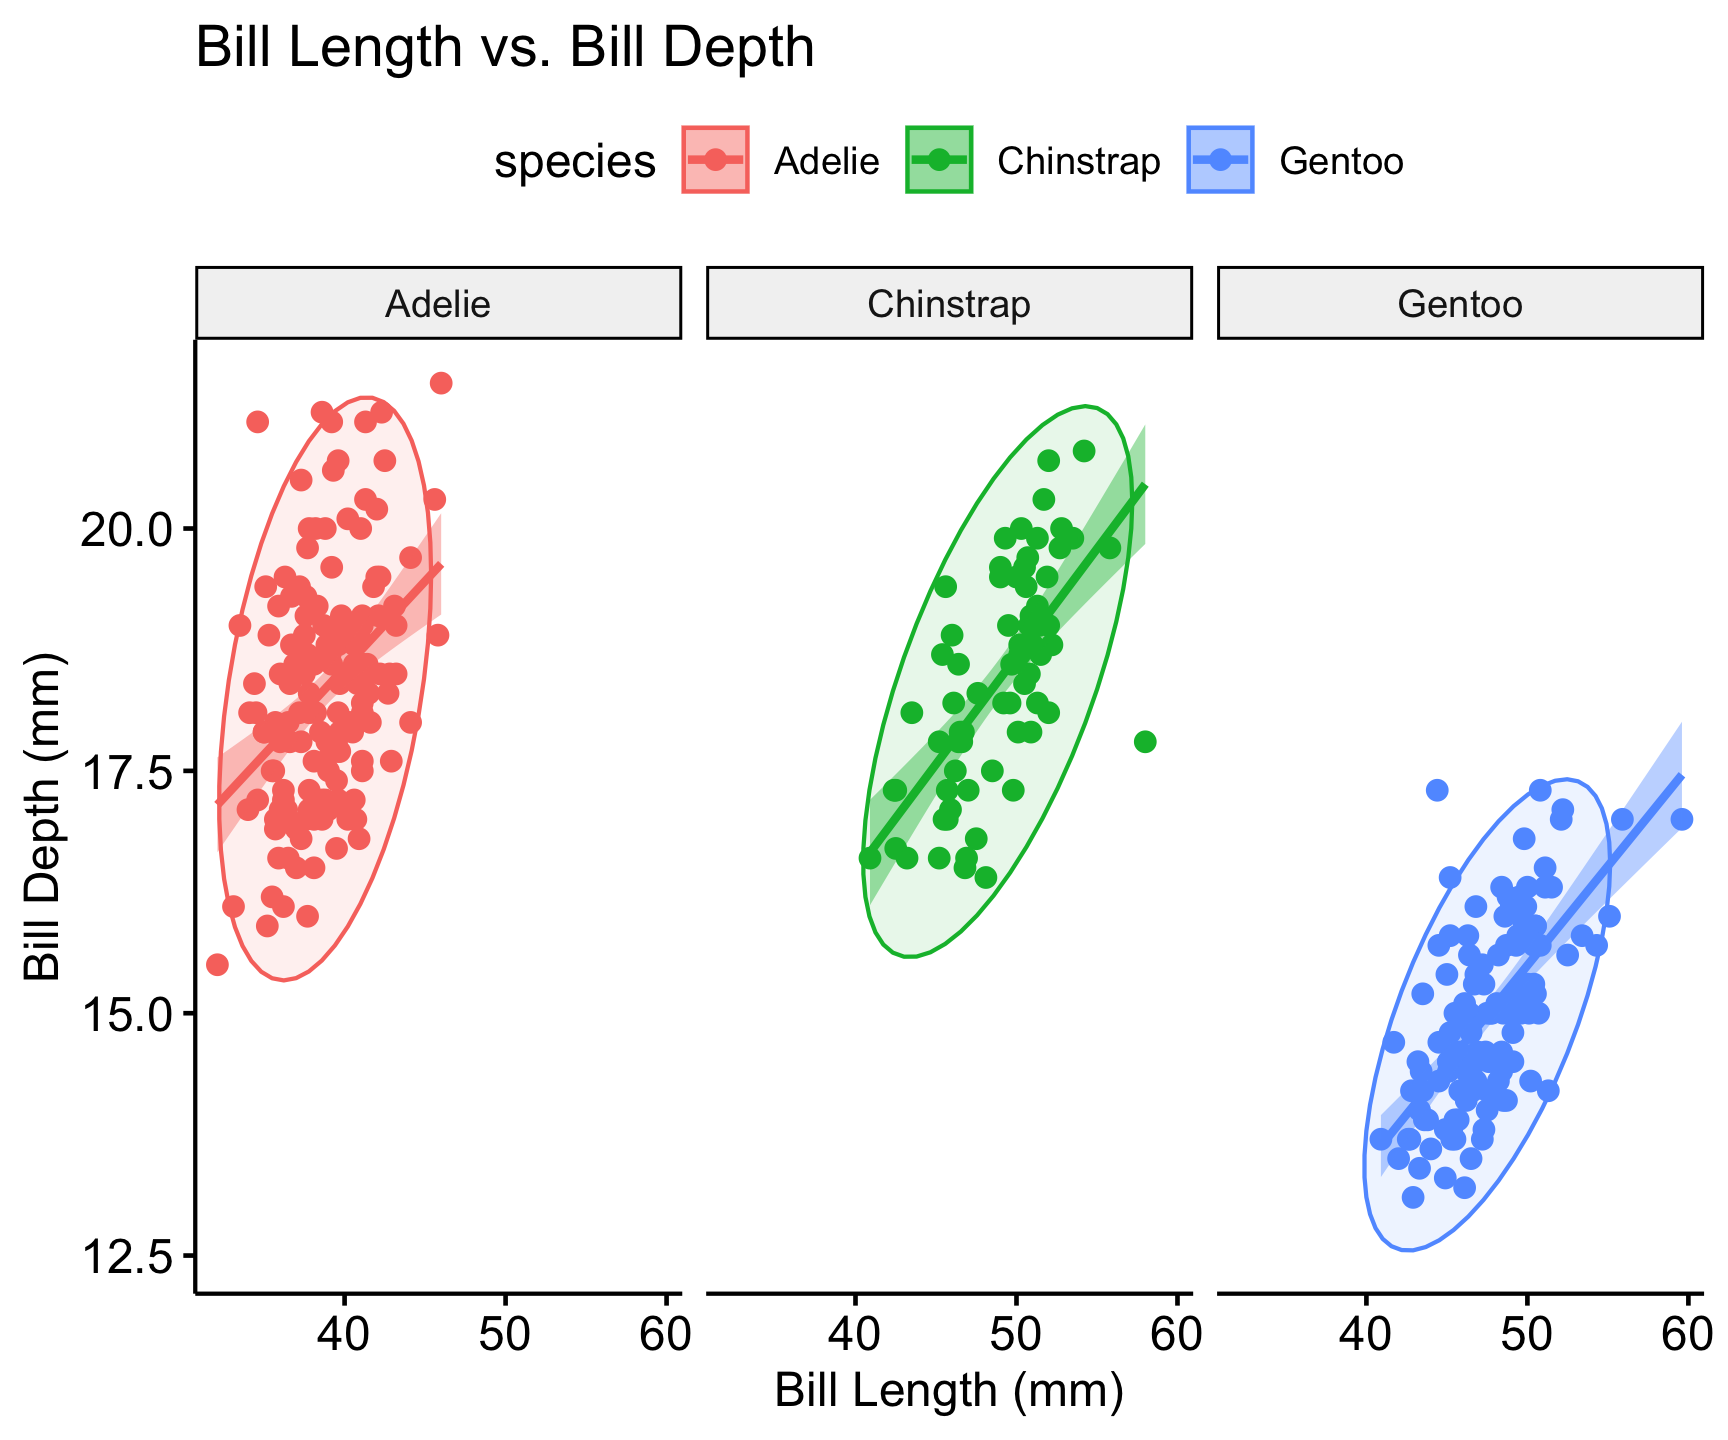 Bill Length vs. Bill Depth
species Adelie Chinstrap Gentoo
Adelie Chinstrap Gentoo
Bill Depth (mm)
20.0
17.5
15.0
12.5
40 50 60 40 50 60 40 50 60
Bill Length (mm)